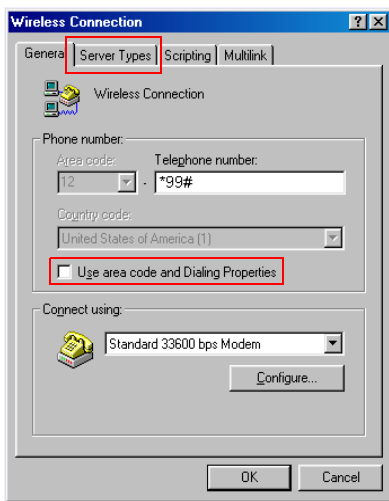 Wireless Connection
General Server Types Scripting Multilink
Wireless Connection
Phone number:
Area code: Telephone number:
12 - *99#
Country code:
United States of America (1)
Use area code and Dialing Properties
Connect using:
Standard 33600 bps Modem
Configure...
OK Cancel